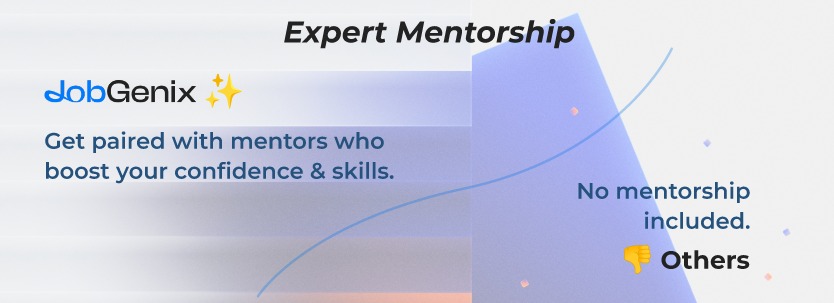 Expert Mentorship
JobGenix ✨
Get paired with mentors who
boost your confidence & skills.
No mentorship
included.
👎 Others